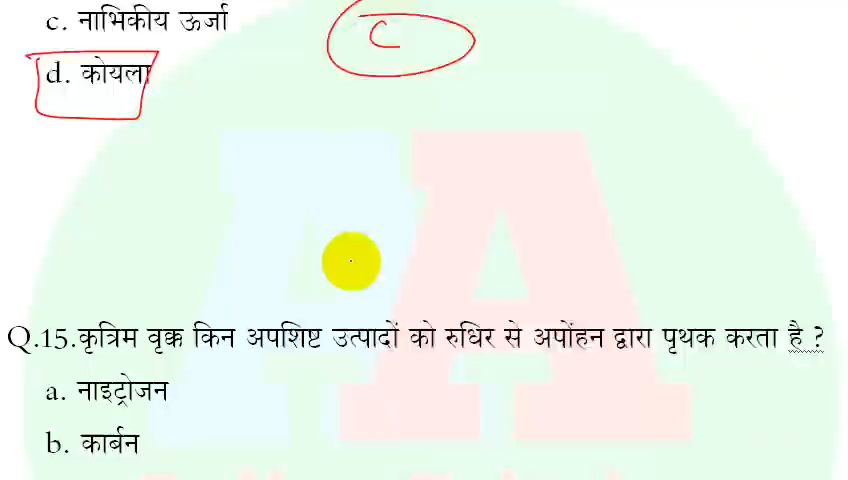 c. नाभिकीय ऊर्जा
C
d. कोयला
Q.15.कृत्रिम वृक्क किन अपशिष्ट उत्पादों को रुधिर से अपोंहन द्वारा पृथक करता है ?
a. नाइट्रोजन
b. कार्बन